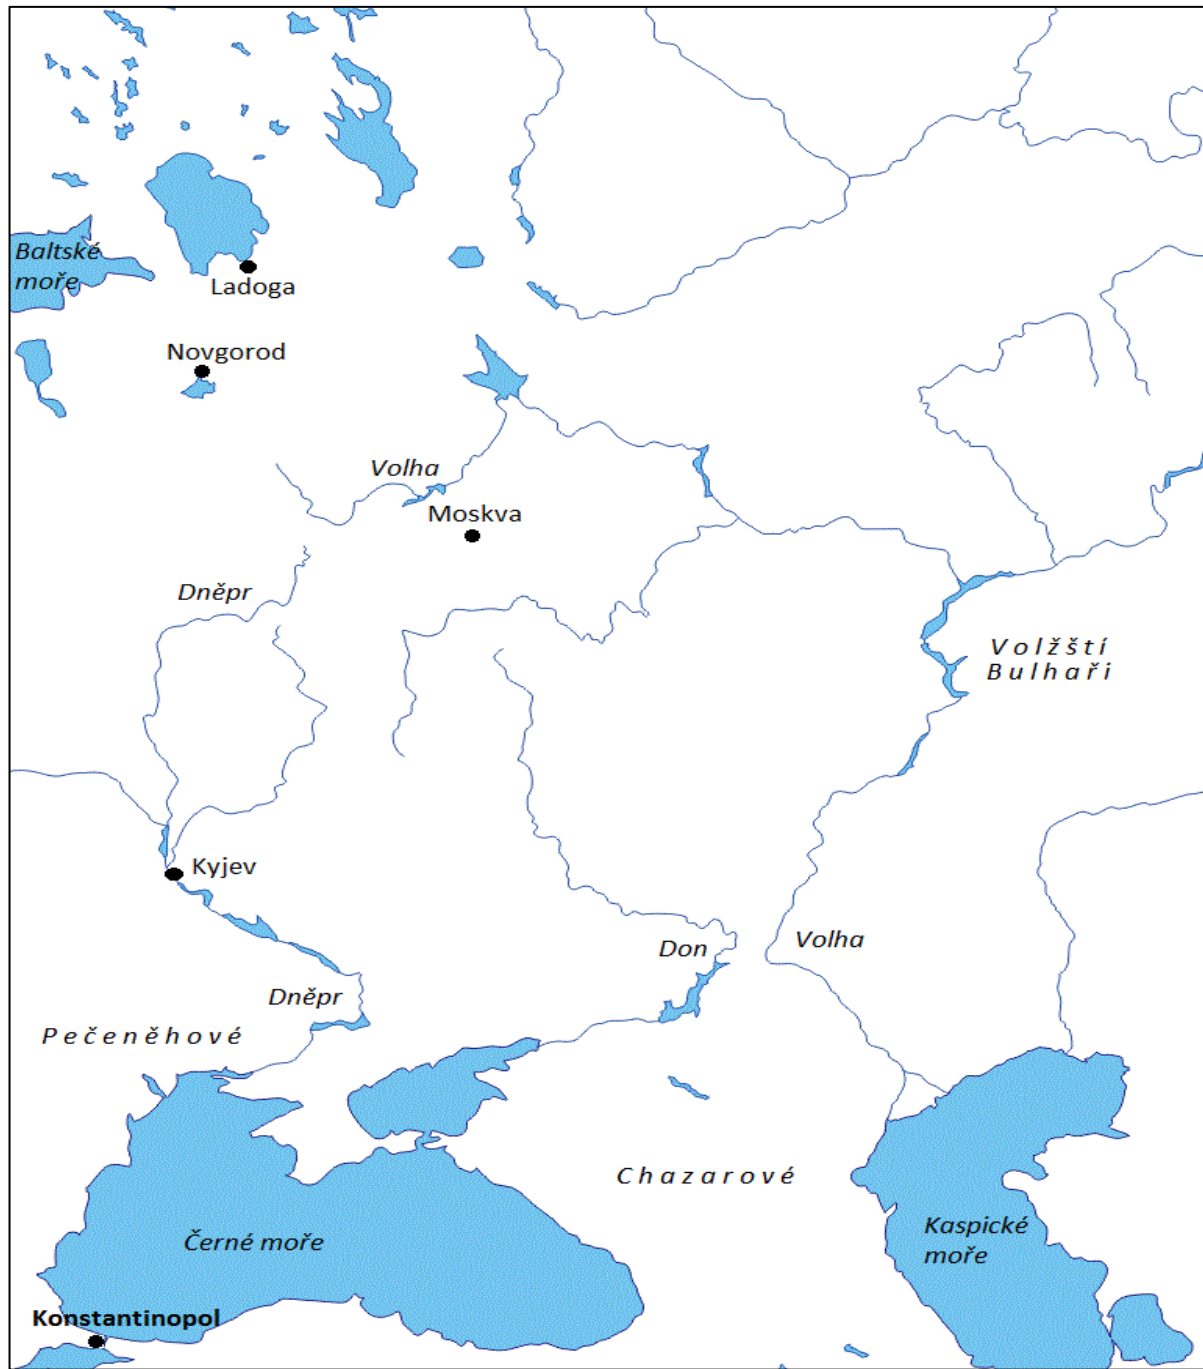 Baltské
moře
Ladoga
Novgorod
Volha
Moskva
Dněpr
Volžští
Bulhaři
Kyjev
Don
Volha
Dněpr
Pečeněhové
Chazarové
Černé moře
Kaspické
moře
Konstantinopol